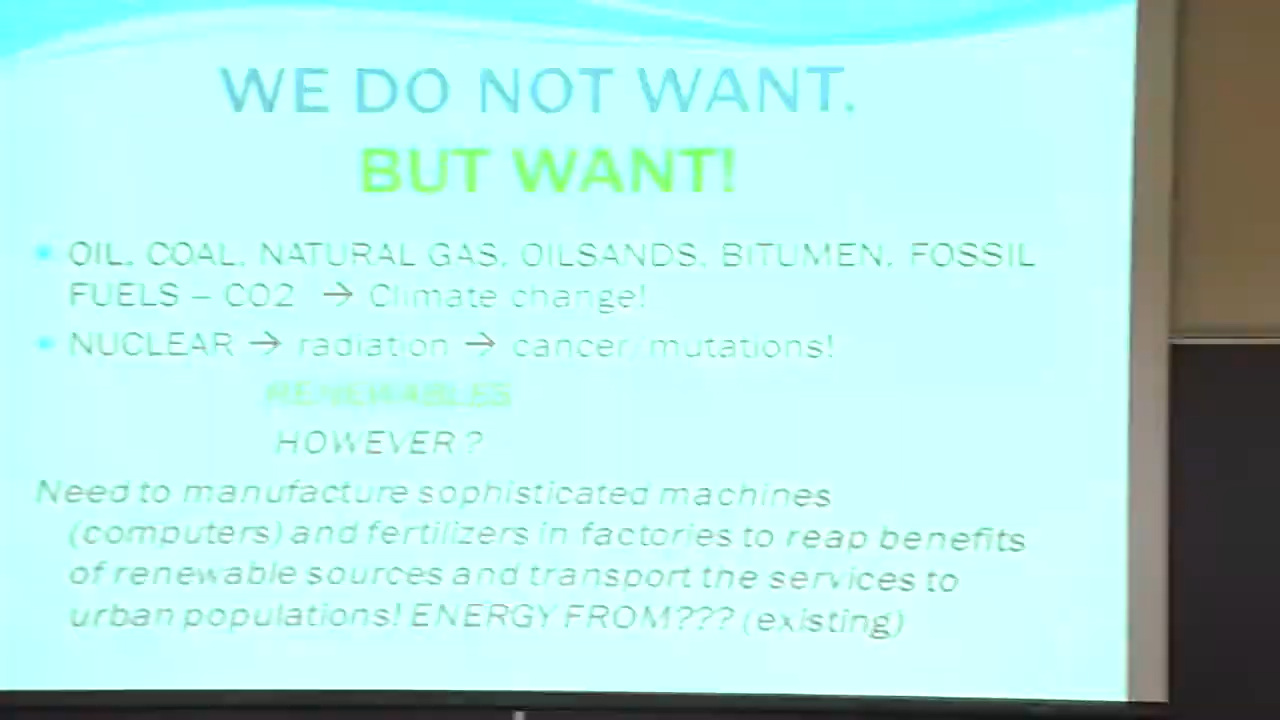 WE DO NOT WANT.
BUT WANT!
• OIL, COAL, NATURAL GAS, OILSANDS, BITUMEN, FOSSIL
FUELS – CO2 → Climate change!
• NUCLEAR → radiation → cancer/mutations!
RENEWABLES
HOWEVER?
Need to manufacture sophisticated machines
(computers) and fertilizers in factories to reap benefits
of renewable sources and transport the services to
urban populations! ENERGY FROM??? (existing)